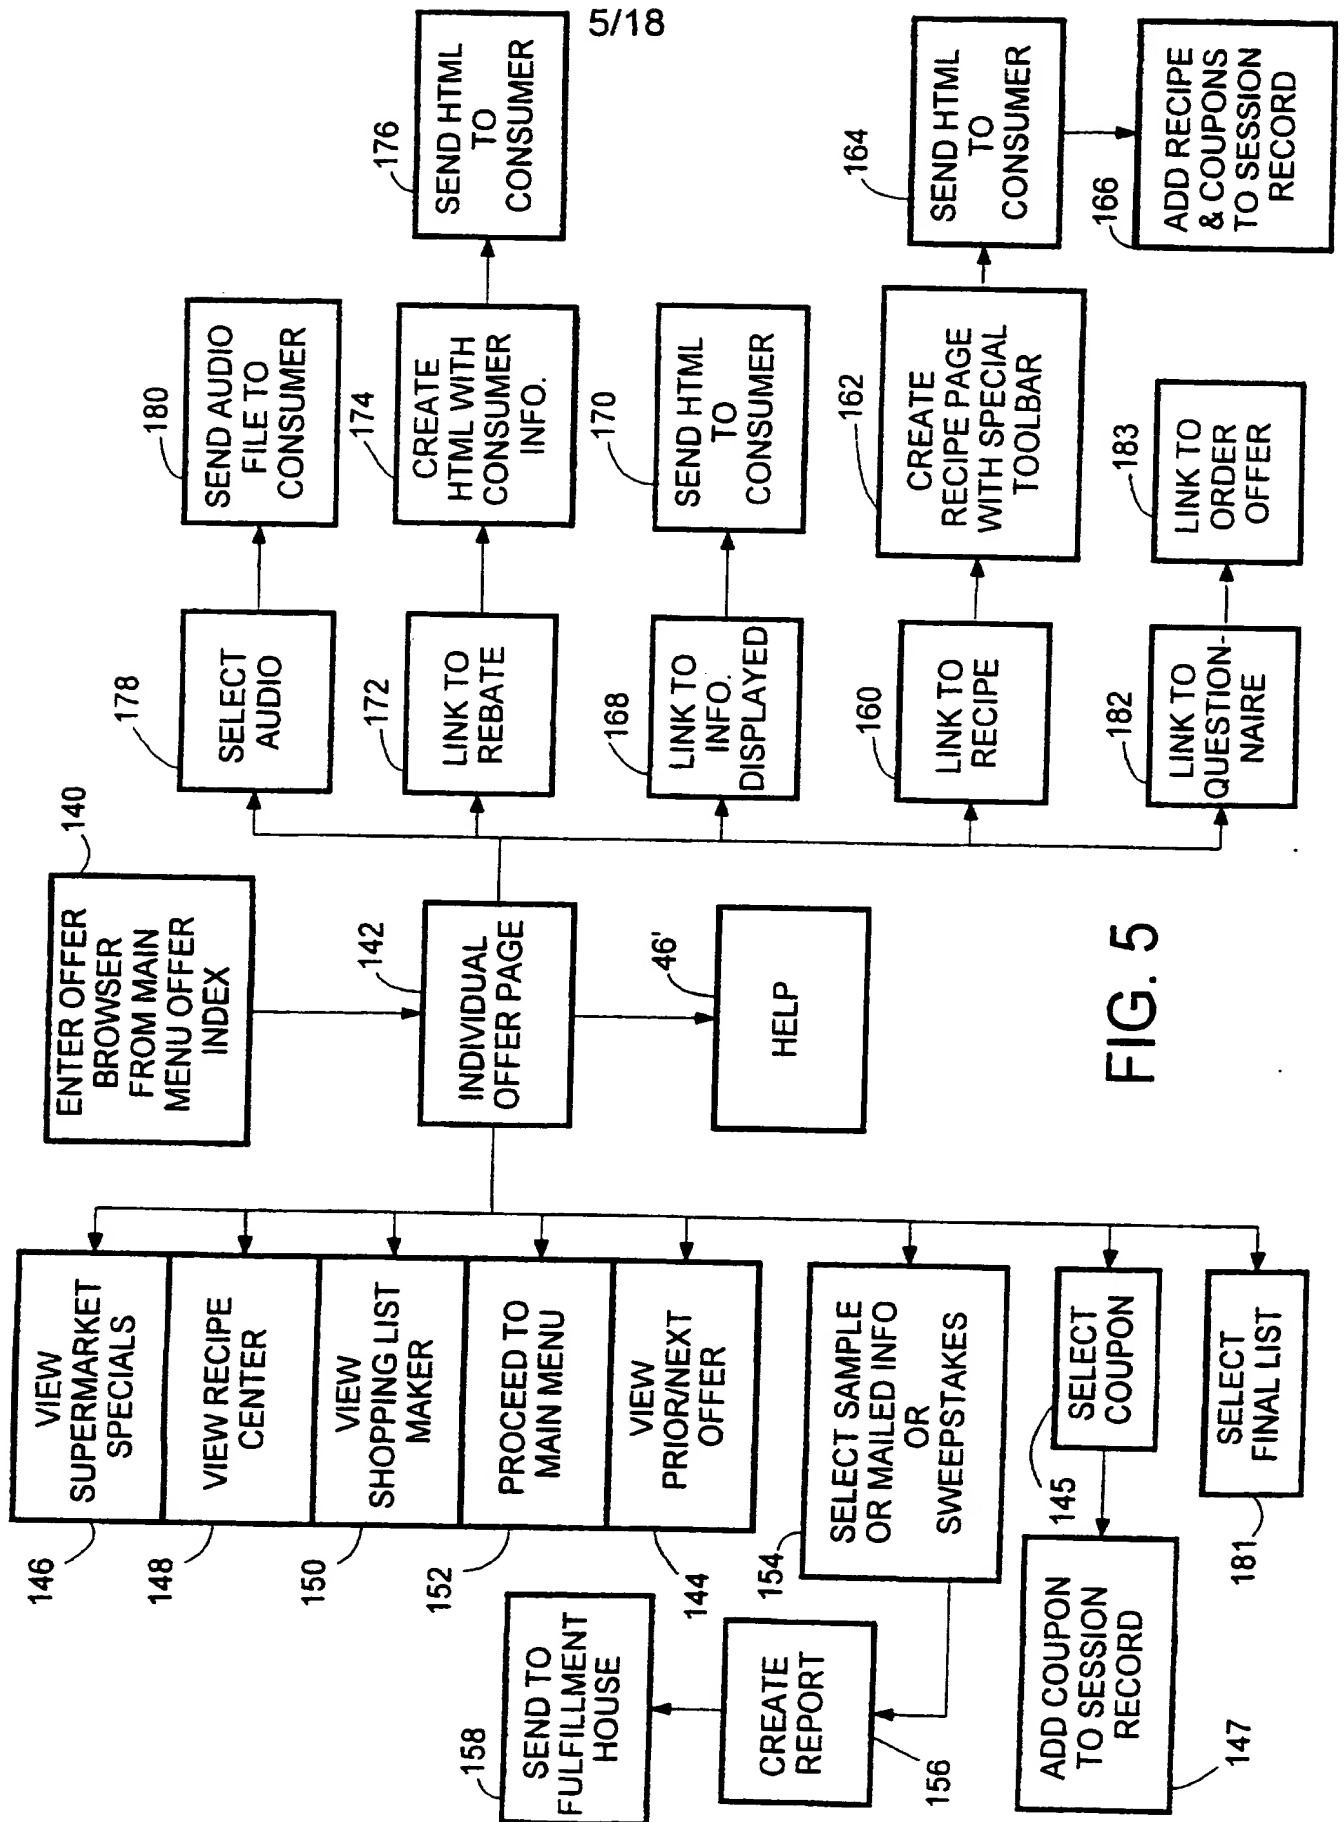 5/18
140
ENTER OFFER
BROWSER
FROM MAIN
MENU OFFER
INDEX
142
INDIVIDUAL
OFFER PAGE
46'
HELP
146
VIEW
SUPERMARKET
SPECIALS
148
VIEW RECIPE
CENTER
150
VIEW
SHOPPING LIST
MAKER
152
PROCEED TO
MAIN MENU
144
VIEW
PRIOR/NEXT
OFFER
154
SELECT SAMPLE
OR MAILED INFO
OR
SWEEPSTAKES
156
CREATE
REPORT
158
SEND TO
FULFILLMENT
HOUSE
145
SELECT
COUPON
147
ADD COUPON
TO SESSION
RECORD
181
SELECT
FINAL LIST
178
SELECT
AUDIO
180
SEND AUDIO
FILE TO
CONSUMER
172
LINK TO
REBATE
174
CREATE
HTML WITH
CONSUMER
INFO.
176
SEND HTML
TO
CONSUMER
168
LINK TO
INFO.
DISPLAYED
170
SEND HTML
TO
CONSUMER
160
LINK TO
RECIPE
162
CREATE
RECIPE PAGE
WITH SPECIAL
TOOLBAR
164
SEND HTML
TO
CONSUMER
166
ADD RECIPE
& COUPONS
TO SESSION
RECORD
182
LINK TO
QUESTION-
NAIRE
183
LINK TO
ORDER
OFFER
FIG. 5